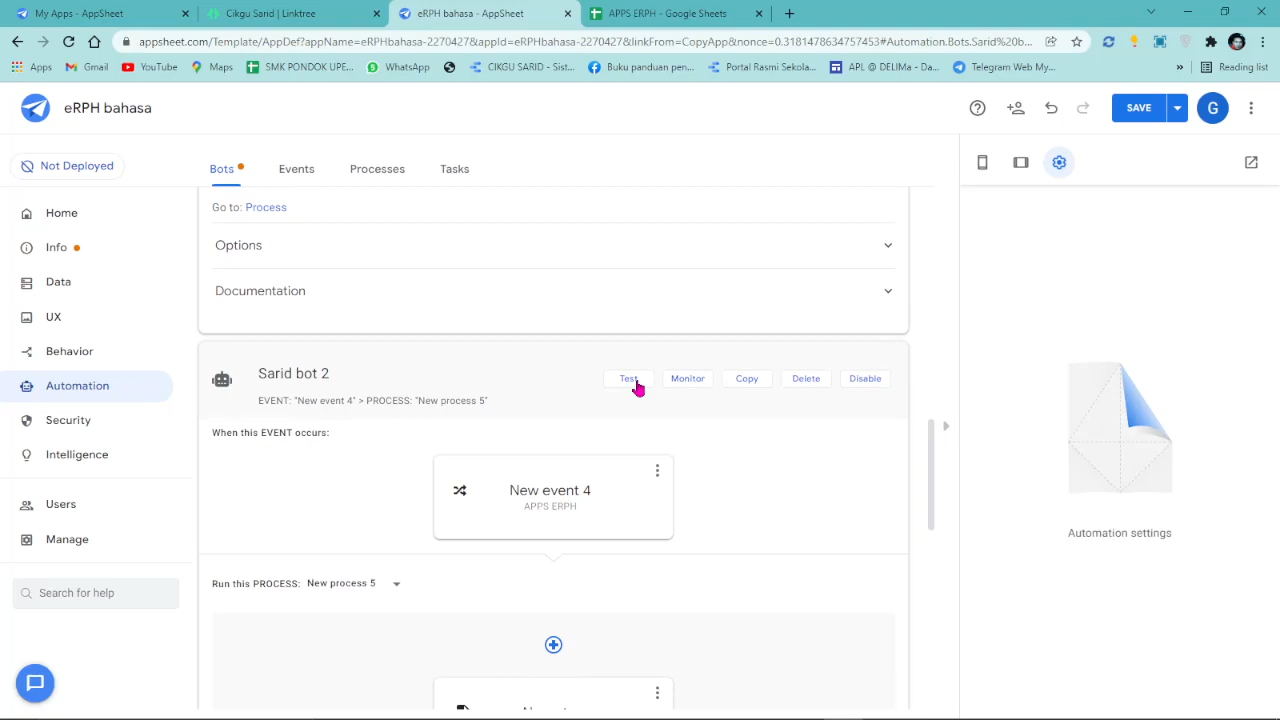 My Apps - AppSheet
Cikgu Sarid | Linktree
eRPH bahasa - AppSheet
APPS ERPH - Google Sheets
appsheet.com/Template/AppDef?appName=eRPHbahasa-2270427&appId=eRPHbahasa-2270427&linkFrom=CopyApp&nonce=0.3181478634757453#Automation.Bots.Sarid%20b...
Apps
Gmail
YouTube
Maps
SMK PONDOK UPE...
WhatsApp
CIKGU SARID - Sist...
Buku panduan pen...
Portal Rasmi Sekola...
APL @ DELIMa - Da...
Telegram Web My...
»
Reading list
eRPH bahasa
SAVE
G
Not Deployed
Bots
Events
Processes
Tasks
Home
Info
Data
UX
Behavior
Automation
Security
Intelligence
Users
Manage
Search for help
Go to: Process
Options
Documentation
Sarid bot 2
Test
Monitor
Copy
Delete
Disable
EVENT: "New event 4" > PROCESS: "New process 5"
When this EVENT occurs:
New event 4
APPS ERPH
Run this PROCESS: New process 5
Automation settings